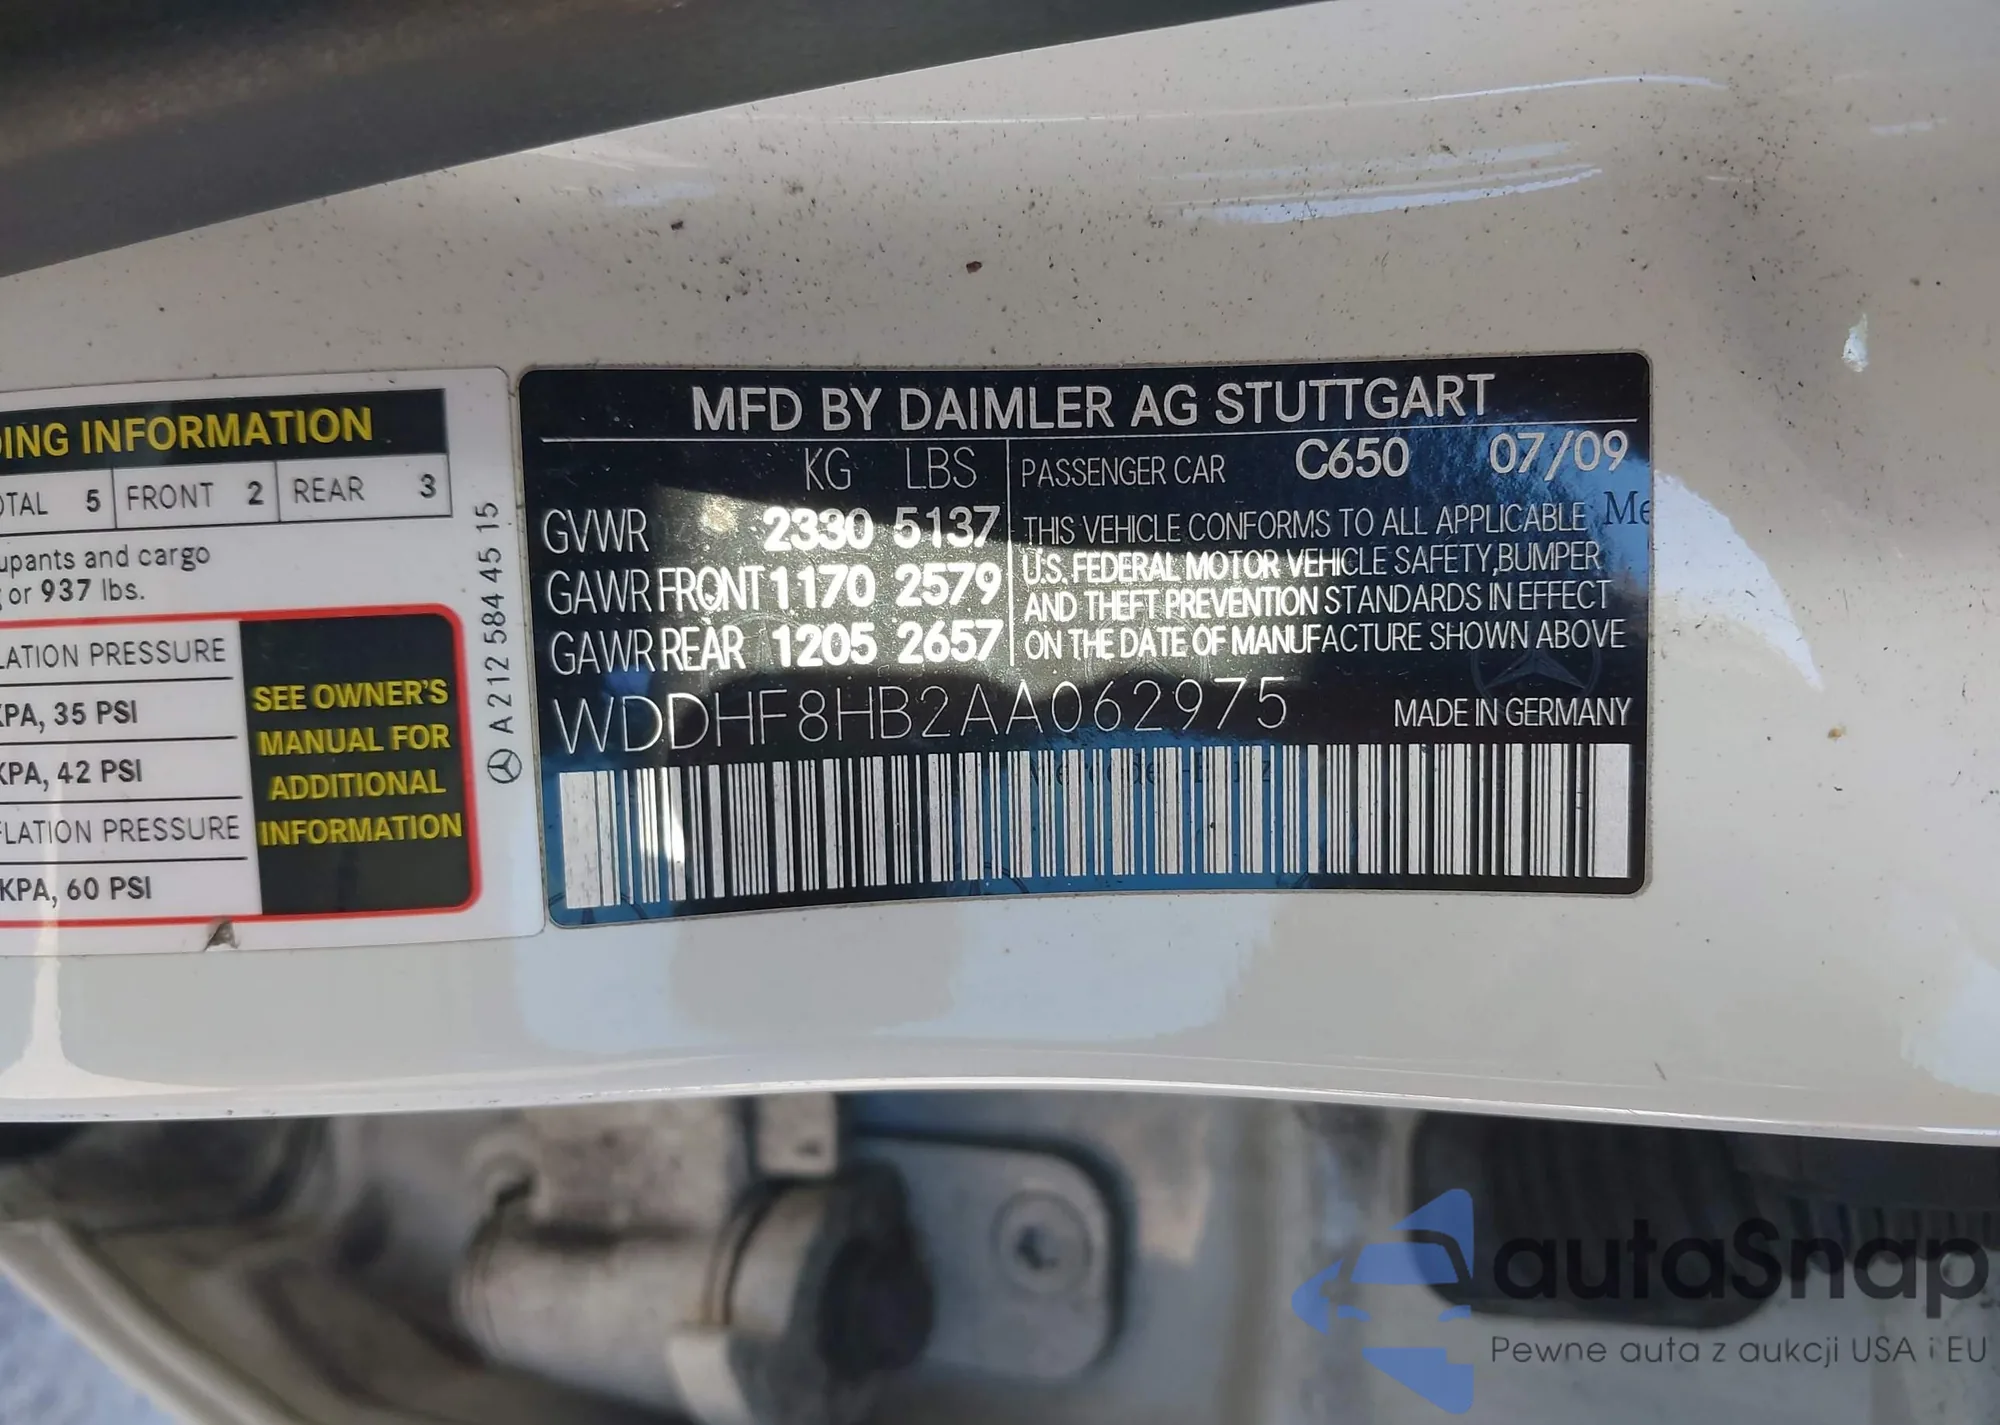 DING INFORMATION
OTAL 5 FRONT 2 REAR 3
upants and cargo
or 937 lbs.
LATION PRESSURE
KPA, 35 PSI
KPA, 42 PSI
FLATION PRESSURE
KPA, 60 PSI
SEE OWNER'S
MANUAL FOR
ADDITIONAL
INFORMATION
A 212 584 45 15
MFD BY DAIMLER AG STUTTGART
KG LBS
GVWR 2330 5137
GAWR FRONT 1170 2579
GAWR REAR 1205 2657
PASSENGER CAR C650 07/09
THIS VEHICLE CONFORMS TO ALL APPLICABLE
U.S. FEDERAL MOTOR VEHICLE SAFETY,BUMPER
AND THEFT PREVENTION STANDARDS IN EFFECT
ON THE DATE OF MANUFACTURE SHOWN ABOVE
WDDHF8HB2AA062975
MADE IN GERMANY
autaSnap
Pewne auta z aukcji USA i EU